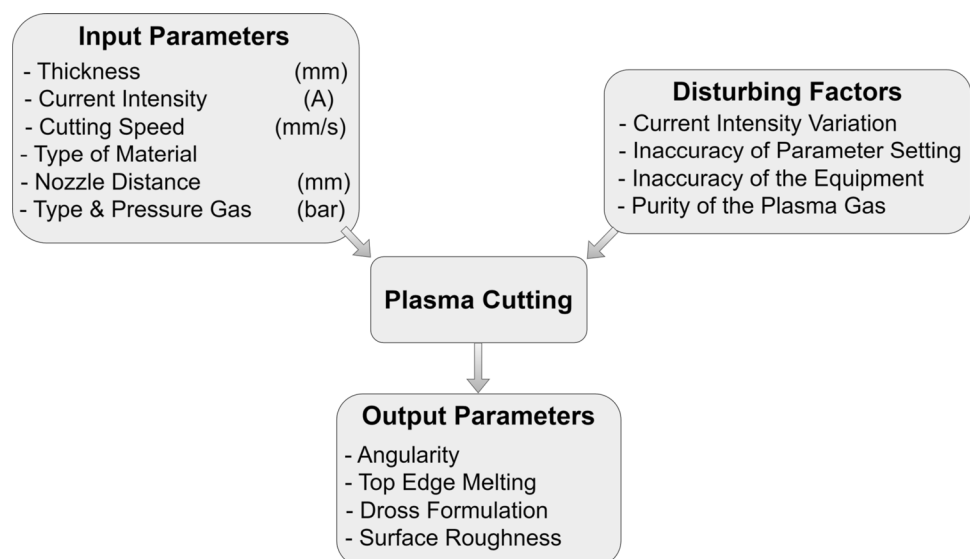 Input Parameters
- Thickness (mm)
- Current Intensity (A)
- Cutting Speed (mm/s)
- Type of Material
- Nozzle Distance (mm)
- Type & Pressure Gas (bar)
Disturbing Factors
- Current Intensity Variation
- Inaccuracy of Parameter Setting
- Inaccuracy of the Equipment
- Purity of the Plasma Gas
Plasma Cutting
Output Parameters
- Angularity
- Top Edge Melting
- Dross Formulation
- Surface Roughness